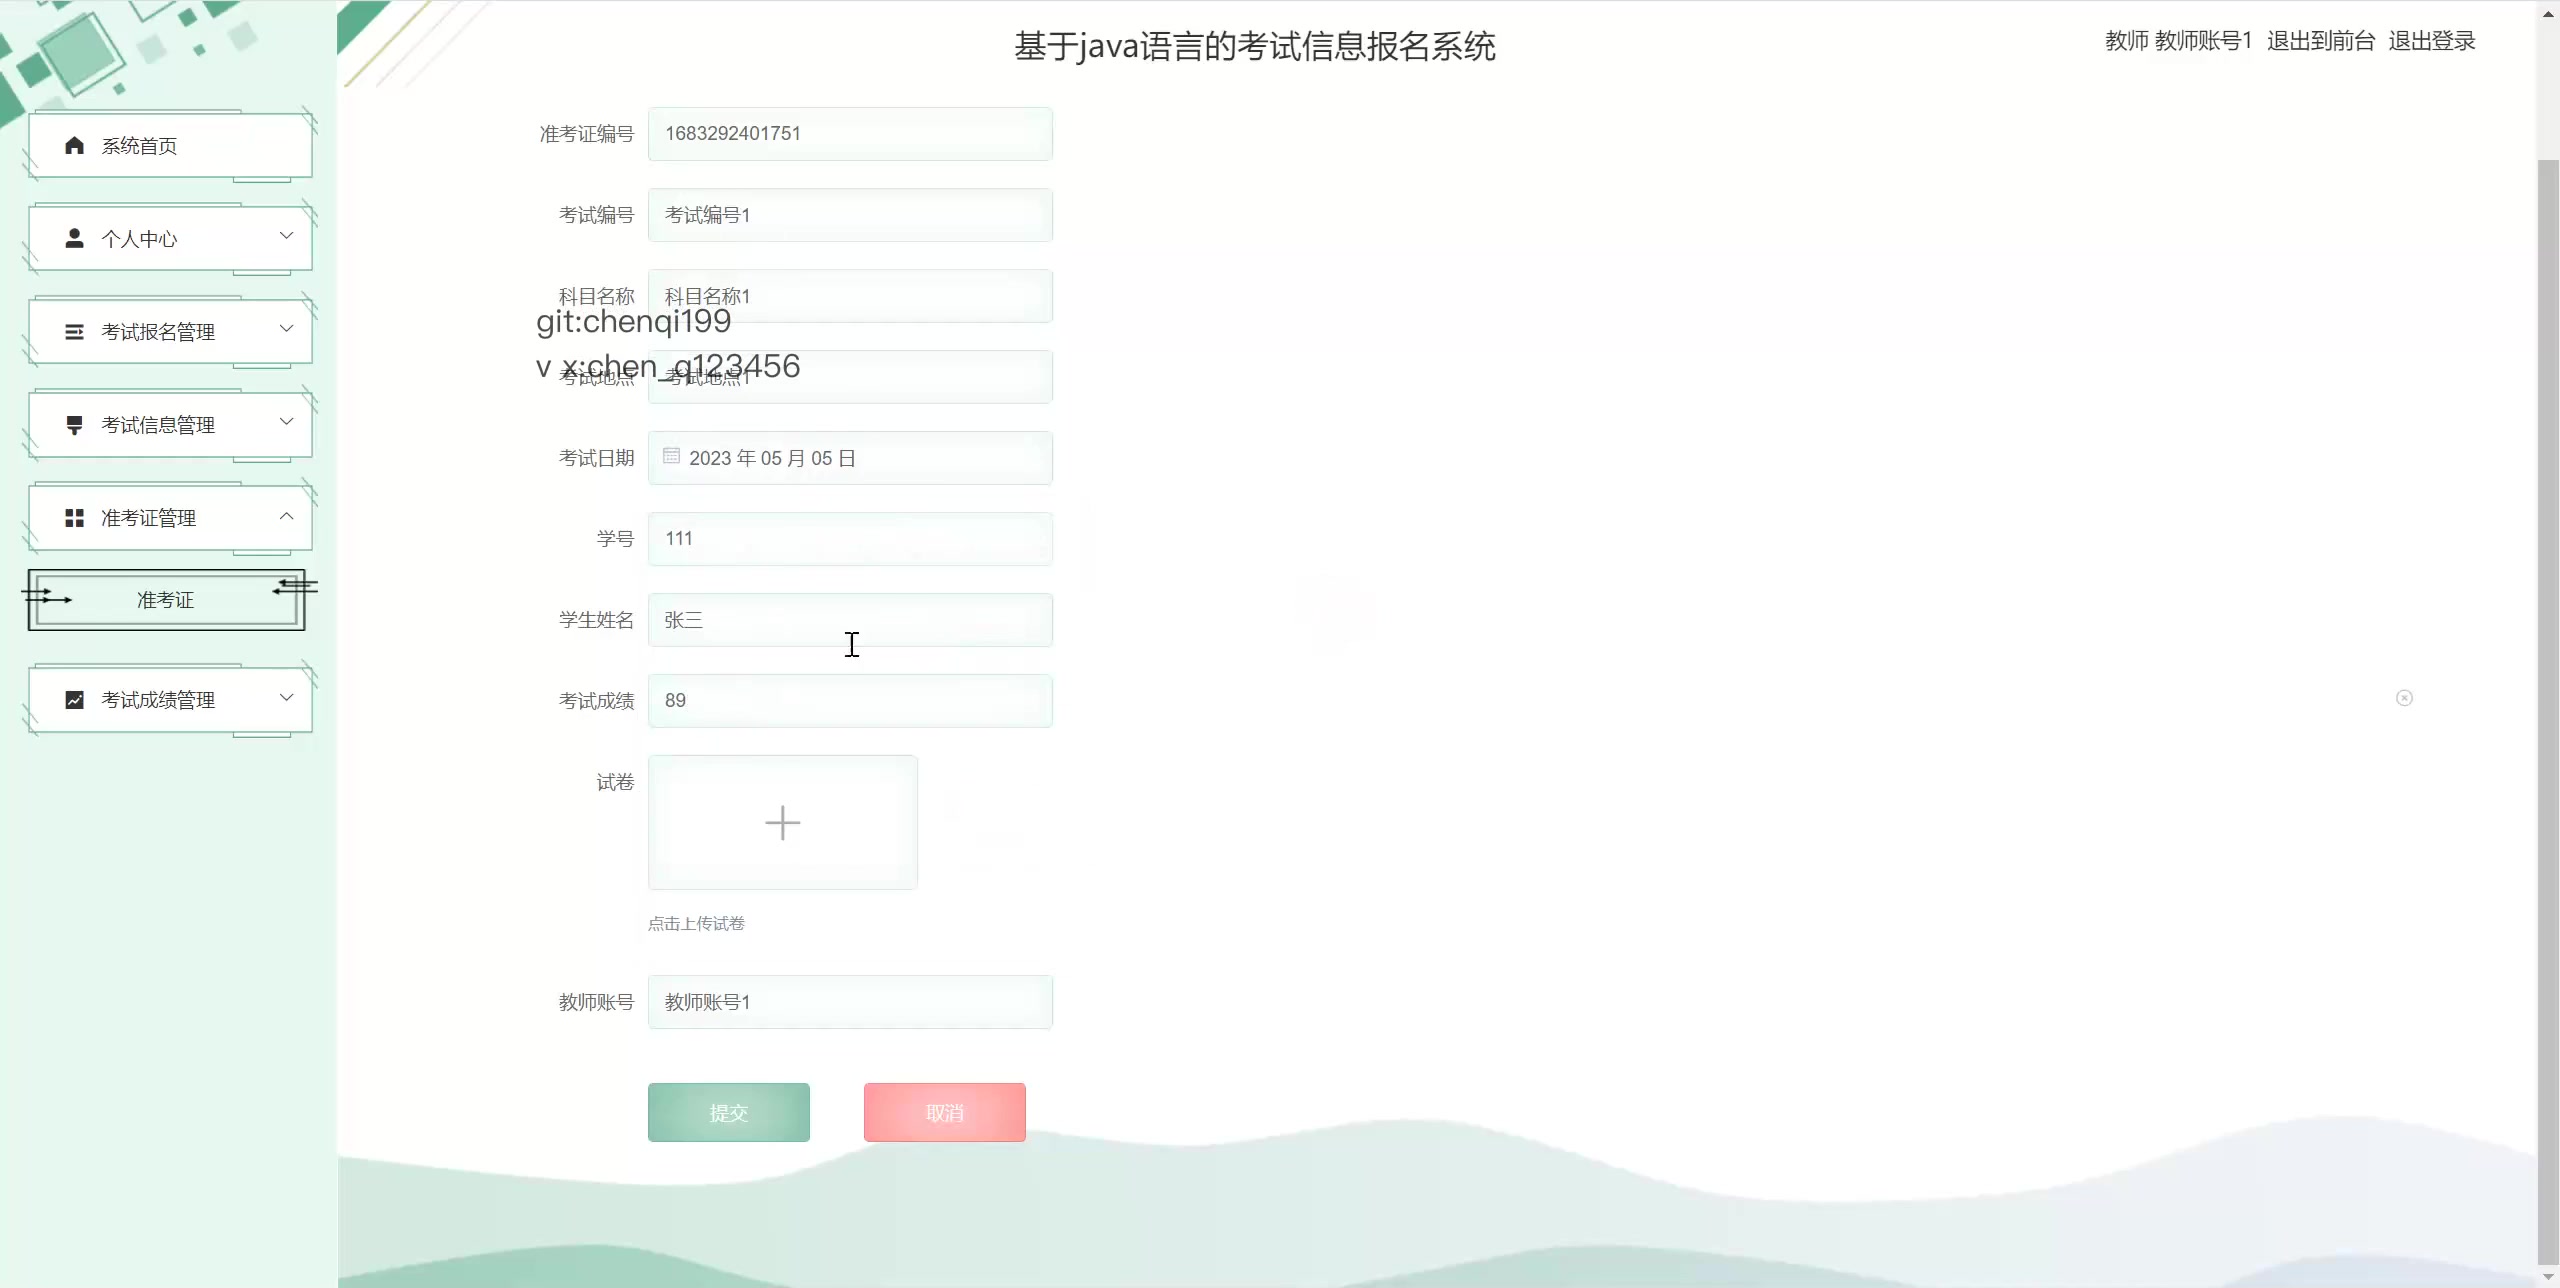 基于java语言的考试信息报名系统
教师 教师账号1 退出到前台 退出登录
系统首页
个人中心
考试报名管理
考试信息管理
准考证管理
准考证
考试成绩管理
准考证编号 1683292401751
考试编号 考试编号1
科目名称 科目名称1
git:chenqi199
v x:chen_q123456
考试地点 考试地点1
考试日期 2023 年 05 月 05 日
学号 111
学生姓名 张三
考试成绩 89
试卷
点击上传试卷
教师账号 教师账号1
提交 取消